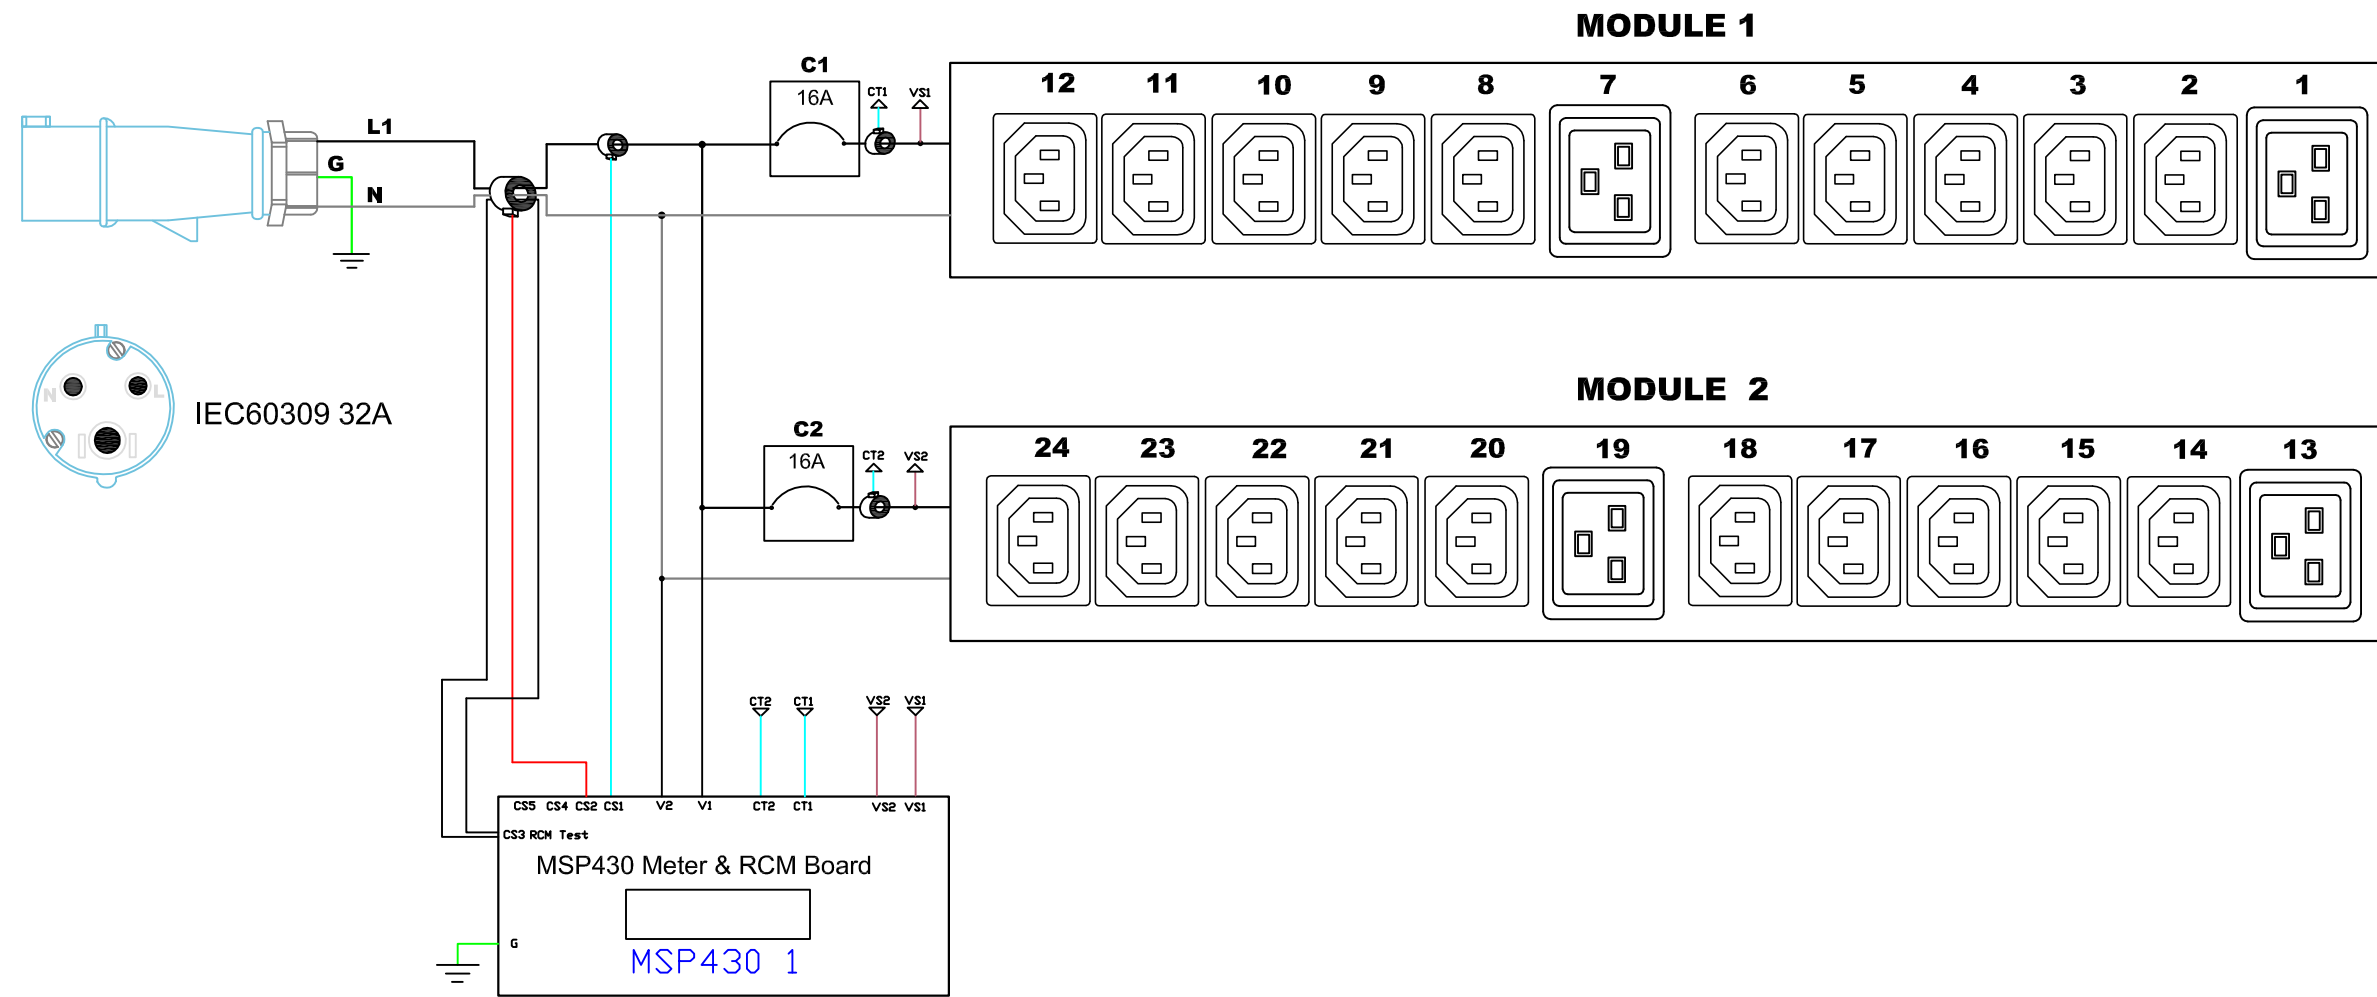 MODULE 1
C1
16A
CT1
VS1
12 11 10 9 8 7 6 5 4 3 2 1
L1
G
N
N
L
IEC60309 32A
MODULE 2
C2
16A
CT2
VS2
24 23 22 21 20 19 18 17 16 15 14 13
CT2 CT1 VS2 VS1
CS5 CS4 CS2 CS1 V2 V1 CT2 CT1 VS2 VS1
CS3 RCM Test
MSP430 Meter & RCM Board
G
MSP430 1